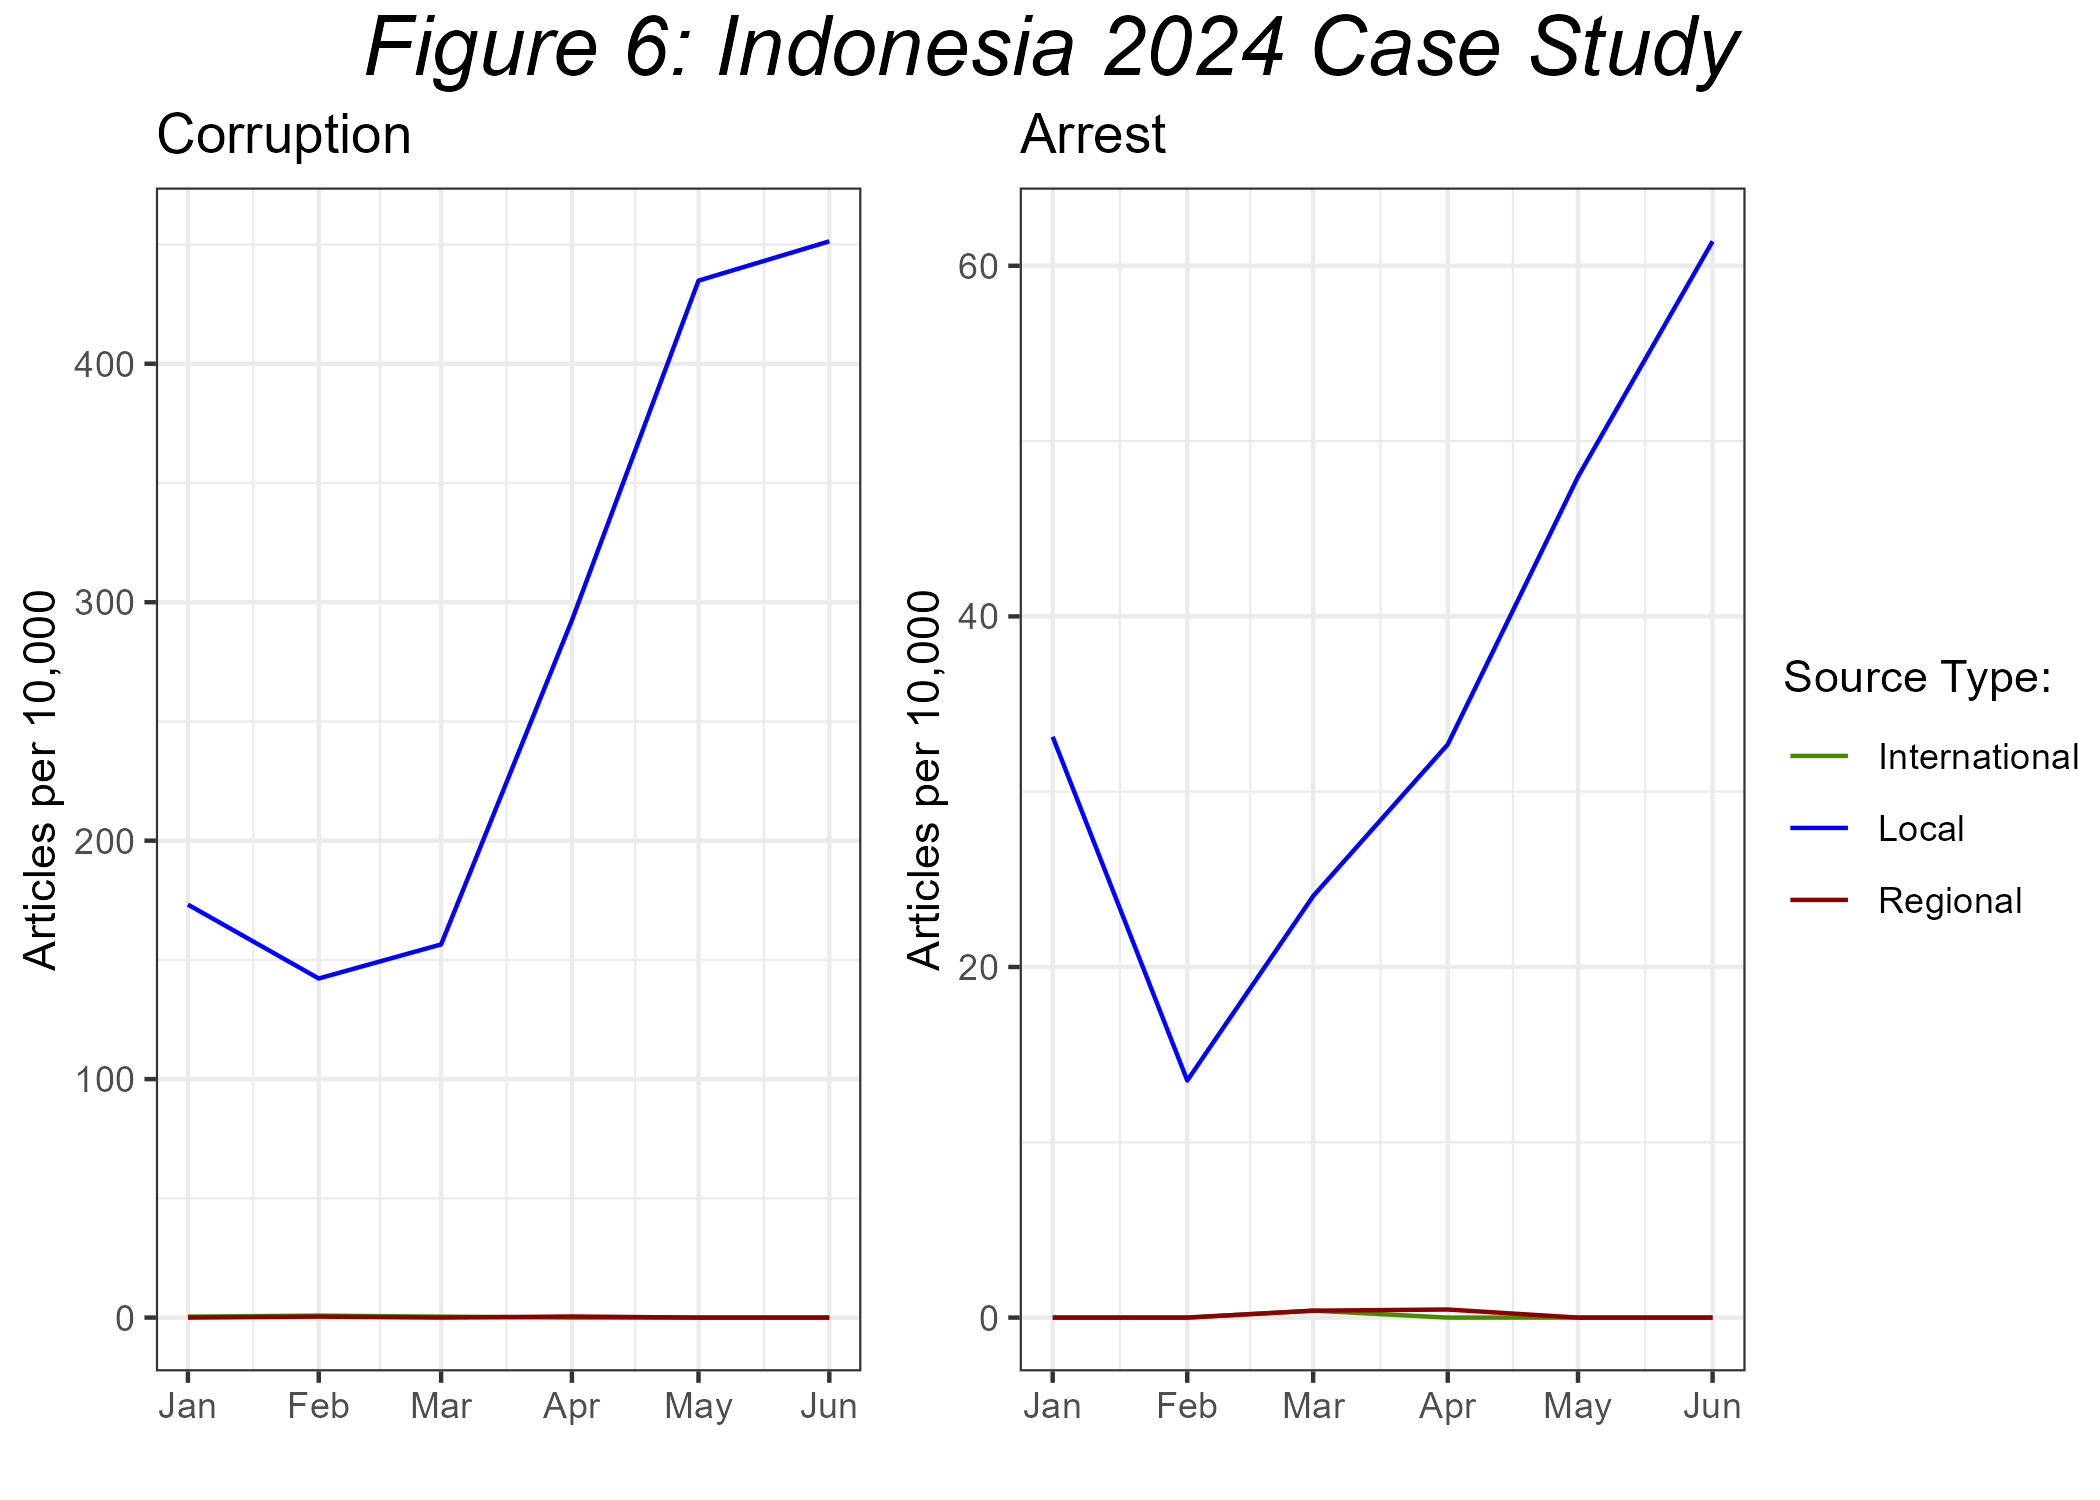 Figure 6: Indonesia 2024 Case Study
Corruption
Articles per 10,000
400
300
200
100
0
Jan Feb Mar Apr May Jun
Arrest
Articles per 10,000
60
40
20
0
Jan Feb Mar Apr May Jun
Source Type:
International
Local
Regional